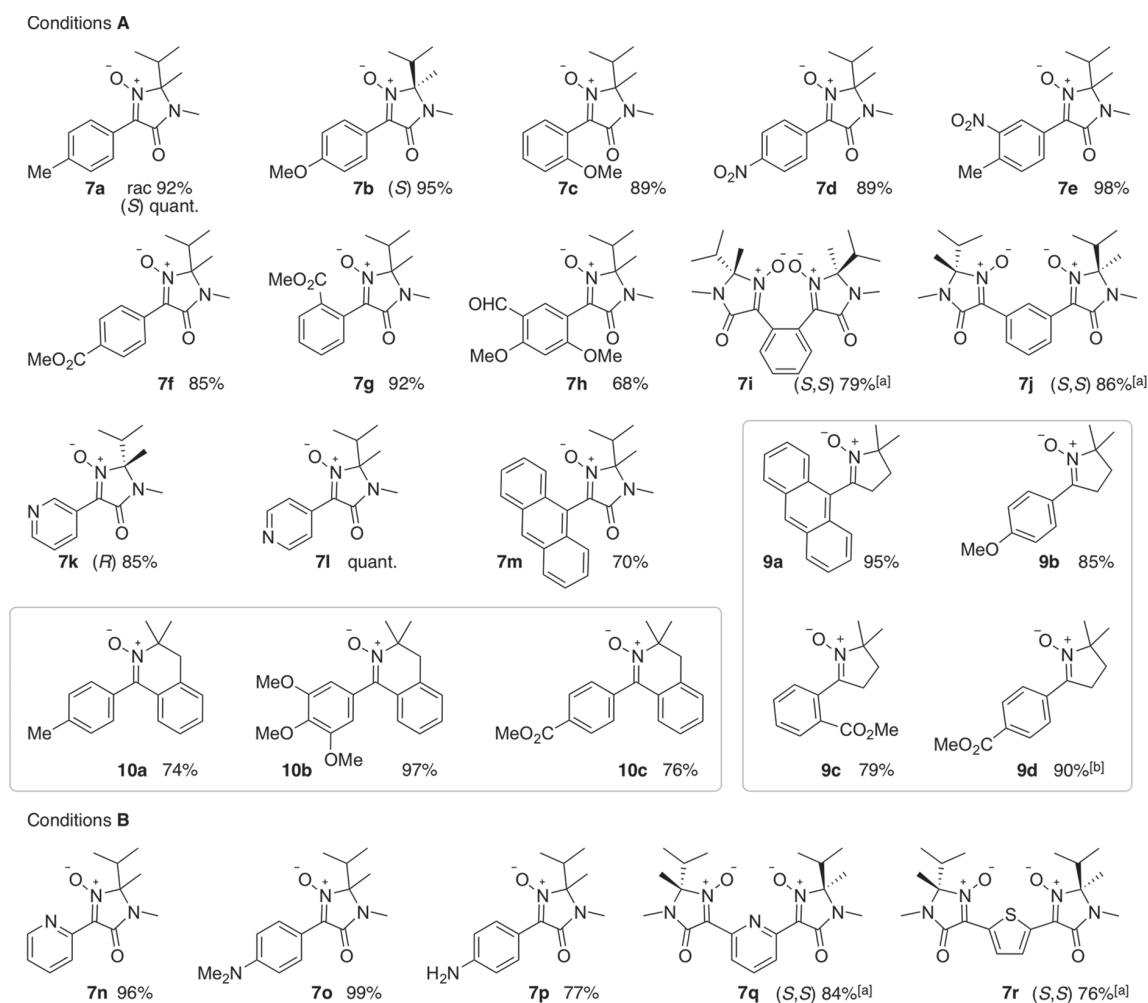 Conditions A
− O + N N O Me
7a rac 92%
(S) quant.
− O + N N O MeO
7b (S) 95%
− O + N N O OMe
7c 89%
− O + N N O O2N
7d 89%
− O + N N O O2N Me
7e 98%
− O + N N O MeO2C
7f 85%
− O + N N O MeO2C
7g 92%
− O + N N O OHC MeO OMe
7h 68%
N + N O − − O N + N O O
7i (S,S) 79%[a]
N + N O − − O N + N O O
7j (S,S) 86%[a]
− O + N N O N
7k (R) 85%
− O + N N O N
7l quant.
− O + N N O
7m 70%
− O + N
9a 95%
− O + N MeO
9b 85%
− O + N Me
10a 74%
− O + N MeO MeO OMe
10b 97%
− O + N MeO2C
10c 76%
− O + N CO2Me
9c 79%
− O + N MeO2C
9d 90%[b]
Conditions B
− O + N N O N
7n 96%
− O + N N O Me2N
7o 99%
− O + N N O H2N
7p 77%
N + N O − − O N + N O N O
7q (S,S) 84%[a]
N + N O − − O N + N O S O
7r (S,S) 76%[a]